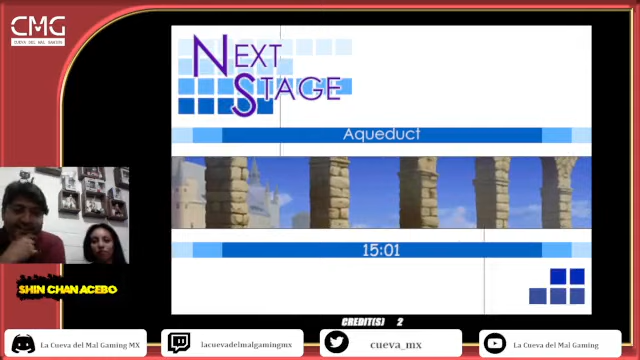 CMG
CUEVA DEL MAL GAMING
NEXT
STAGE
Aqueduct
15:01
SHIN CHAN ACEBO
CREDIT(S) 2
La Cueva del Mal Gaming MX
lacuevadelmalgamingmx
cueva_mx
La Cueva del Mal Gaming